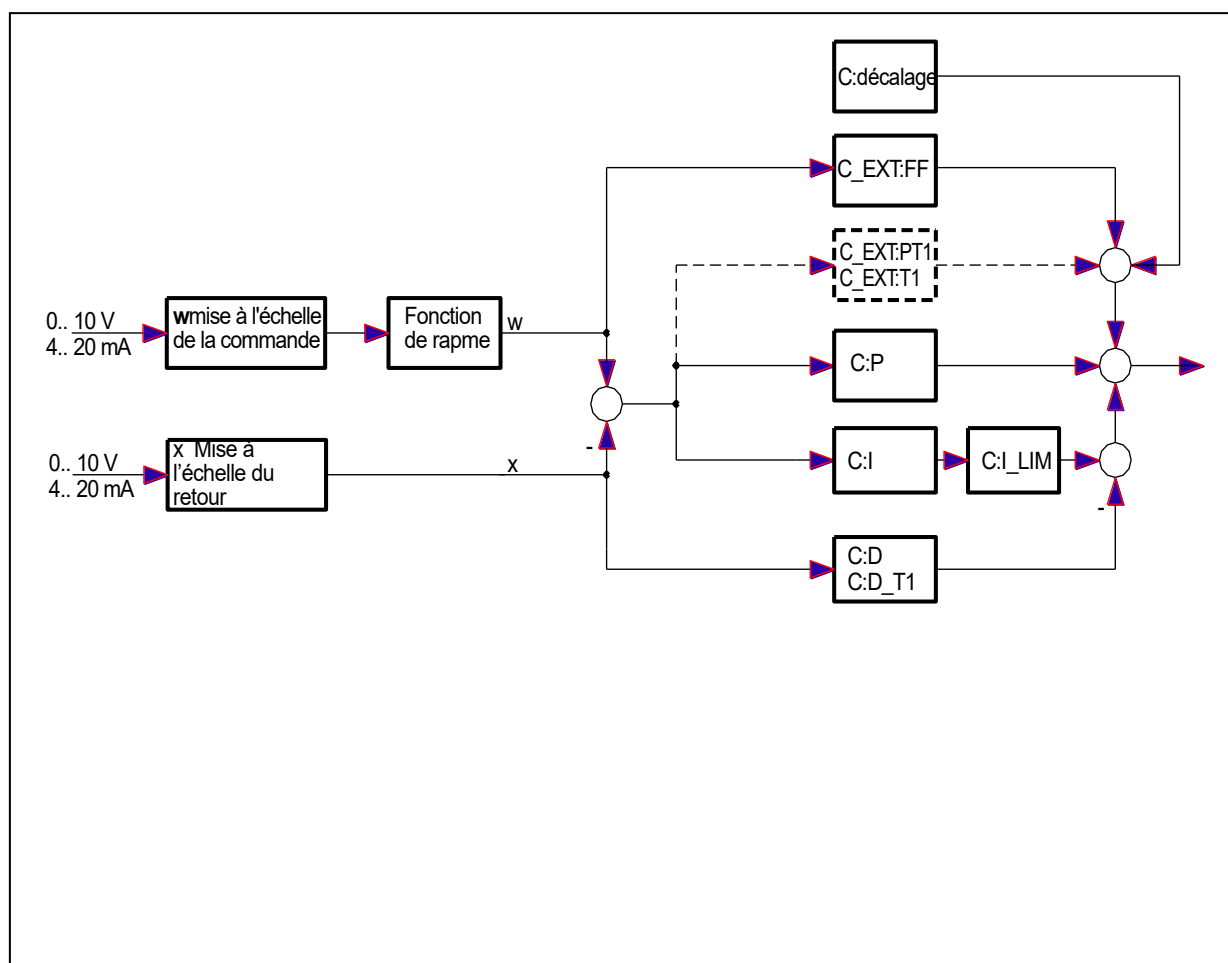 C:décalage
C_EXT:FF
C_EXT:PT1
C_EXT:T1
0.. 10 V
4.. 20 mA
wmise à l'échelle
de la commande
Fonction
de rapme
w
C:P
-
0.. 10 V
4.. 20 mA
x Mise à
l’échelle du
retour
x
C:I
C:I_LIM
-
C:D
C:D_T1